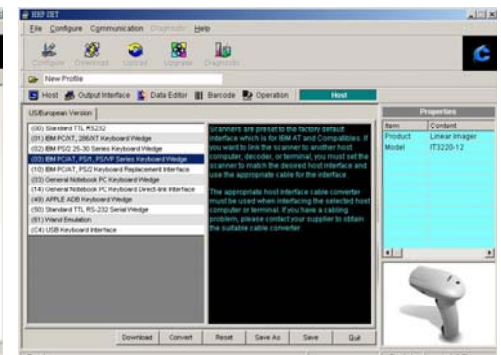 HHP SET
File Configure Communication Diagnostic Help
Configure Download Upload Upgrade Diagnostic
New Profile
Host Output Interface Data Editor Barcode Operation Host
US/European Version
(00) Standard TTL RS232
(01) IBM PC/XT, 286/XT Keyboard Wedge
(02) IBM PS/2 25-30 Series Keyboard Wedge
(03) IBM PC/AT, PS/1, PS/VP Series Keyboard Wedge
(10) IBM PC/AT, PS/2 Keyboard Replacement Interface
(03) General Notebook PC Keyboard Wedge
(14) General Notebook PC Keyboard Direct-link Interface
(49) APPLE ADB Keyboard Wedge
(50) Standard TTL RS-232 Serial Wedge
(61) Wand Emulation
(C4) USB Keyboard Interface
Scanners are preset to the factory default
interface which is for IBM AT and Compatibles. If
you want to link the scanner to another host
computer, decoder, or terminal, you must set the
scanner to match the desired host interface and
use the appropriate cable for the interface
The appropriate host interface cable converter
must be used when interfacing the selected host
computer or terminal. If you have a cabling
problem, please contact your supplier to obtain
the suitable cable converter
Properties
Item Content
Product Linear Imager
Model IT3220-12
Download Convert Reset Save As Save Quit